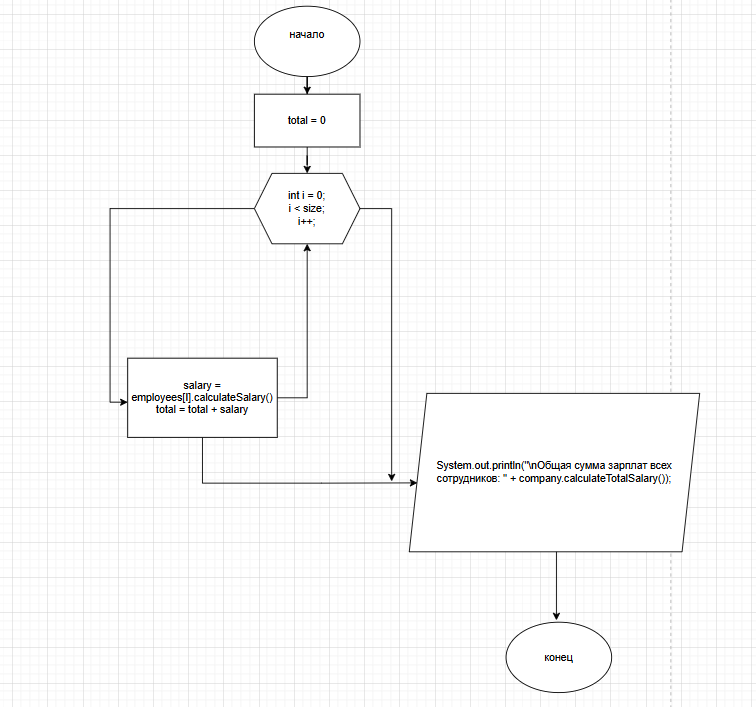 начало
total = 0
int i = 0;
i < size;
i++;
salary =
employees[I].calculateSalary()
total = total + salary
System.out.println("\nОбщая сумма зарплат всех
сотрудников: " + company.calculateTotalSalary());
конец